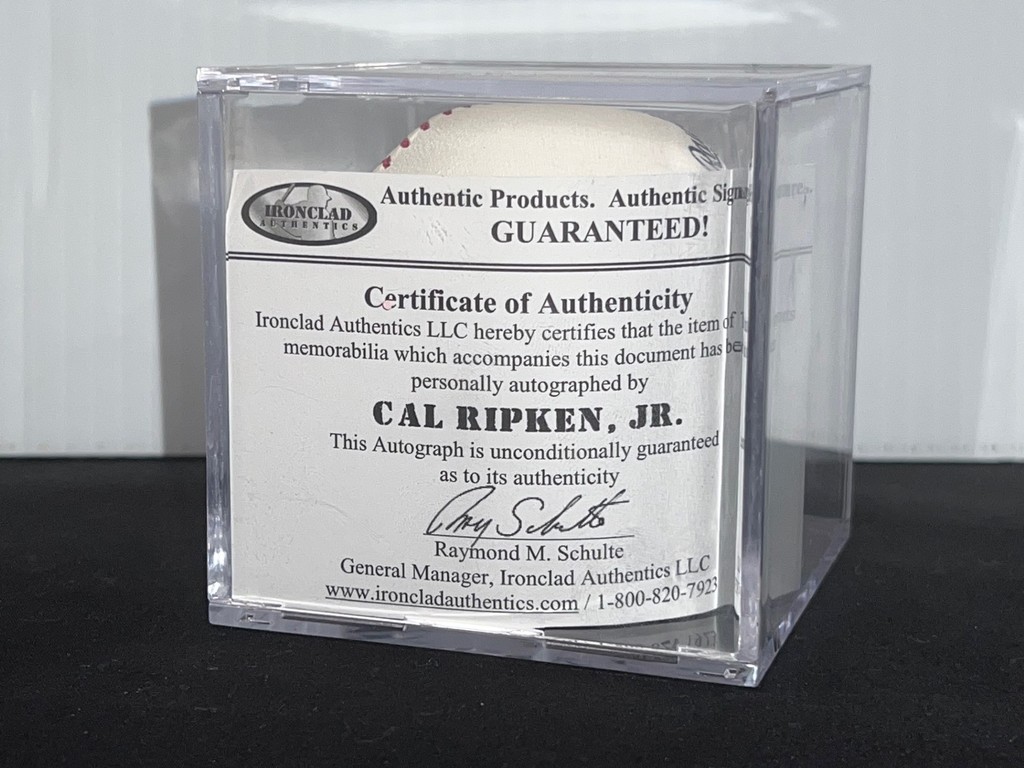 IRONCLAD
AUTHENTICS
Authentic Products. Authentic
GUARANTEED!
Certificate of Authenticity
Ironclad Authentics LLC hereby certifies that the item of
memorabilia which accompanies this document has
personally autographed by
CAL RIPKEN, JR.
This Autograph is unconditionally guaranteed
as to its authenticity
Raymond M. Schulte
General Manager, Ironclad Authentics LLC
www.ironcladauthentics.com / 1-800-820-7923